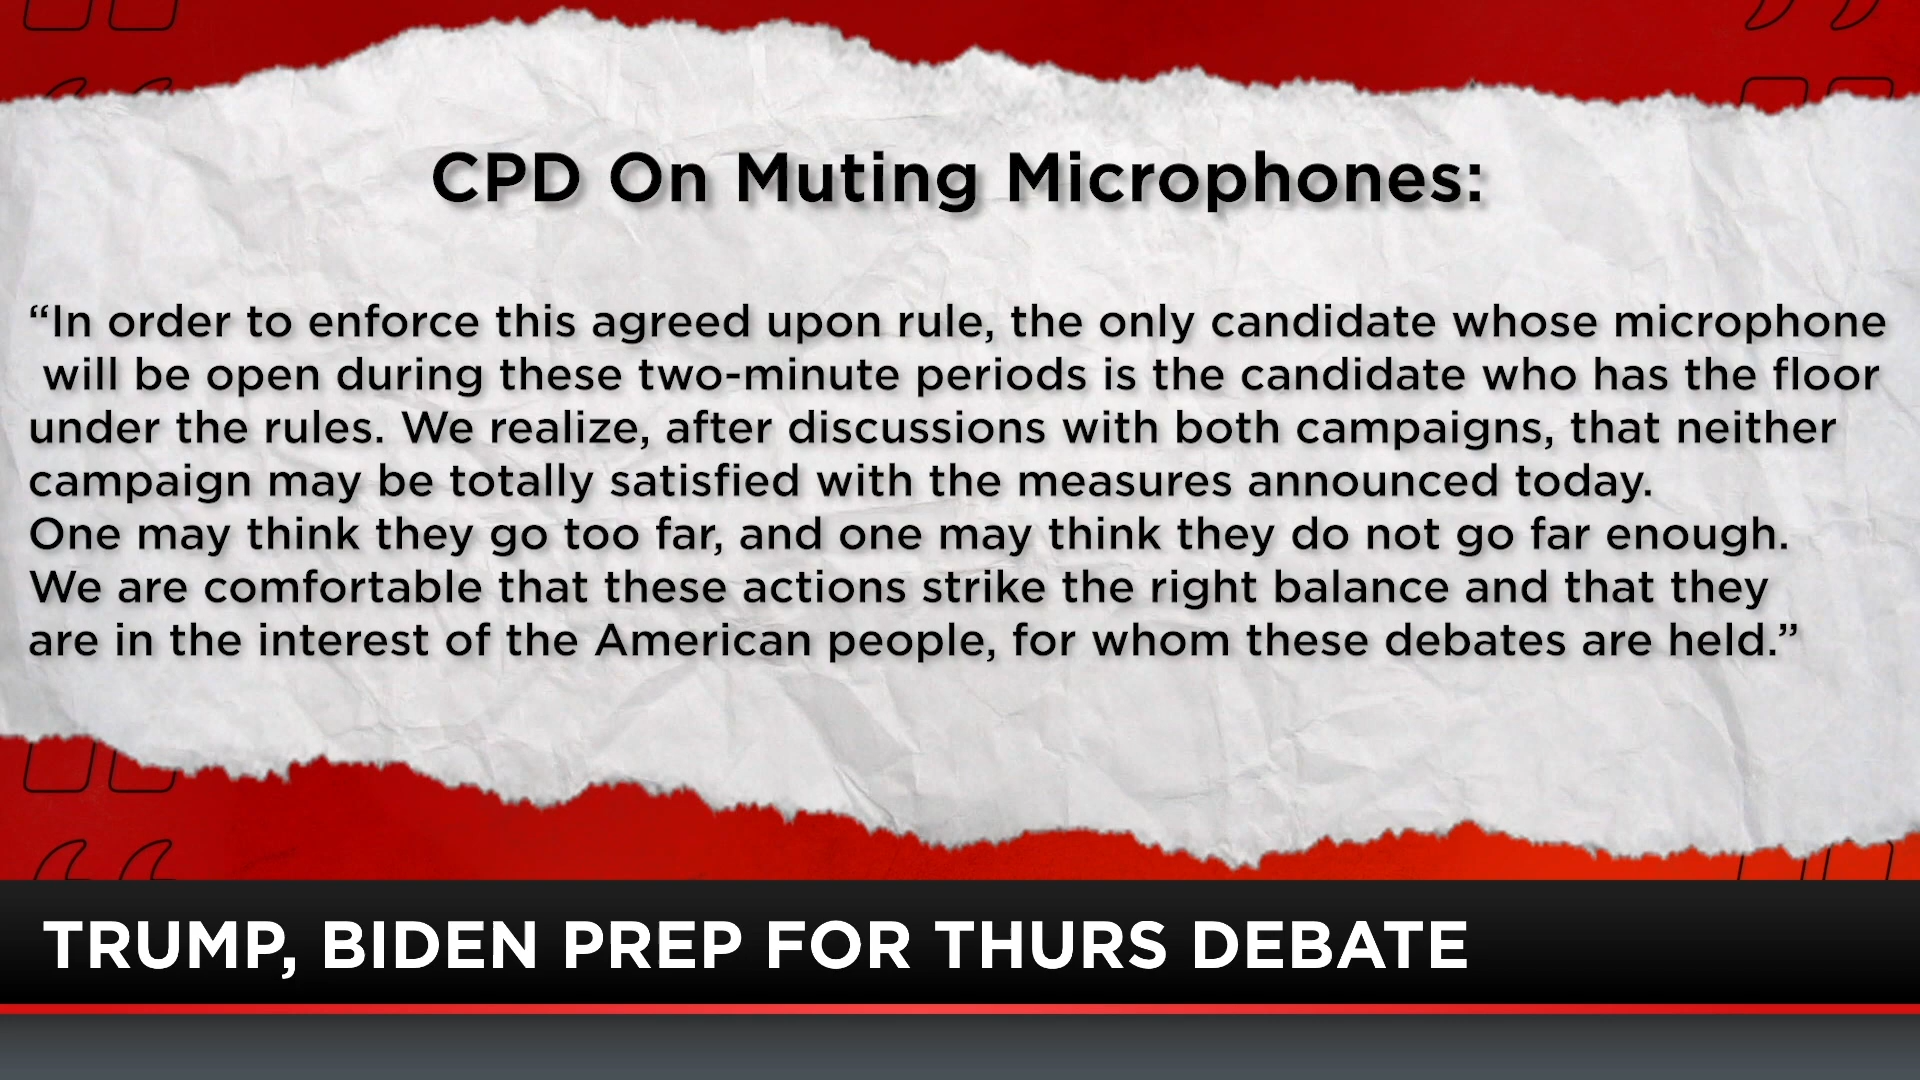 CPD On Muting Microphones:
“In order to enforce this agreed upon rule, the only candidate whose microphone
will be open during these two-minute periods is the candidate who has the floor
under the rules. We realize, after discussions with both campaigns, that neither
campaign may be totally satisfied with the measures announced today.
One may think they go too far, and one may think they do not go far enough.
We are comfortable that these actions strike the right balance and that they
are in the interest of the American people, for whom these debates are held.”
TRUMP, BIDEN PREP FOR THURS DEBATE